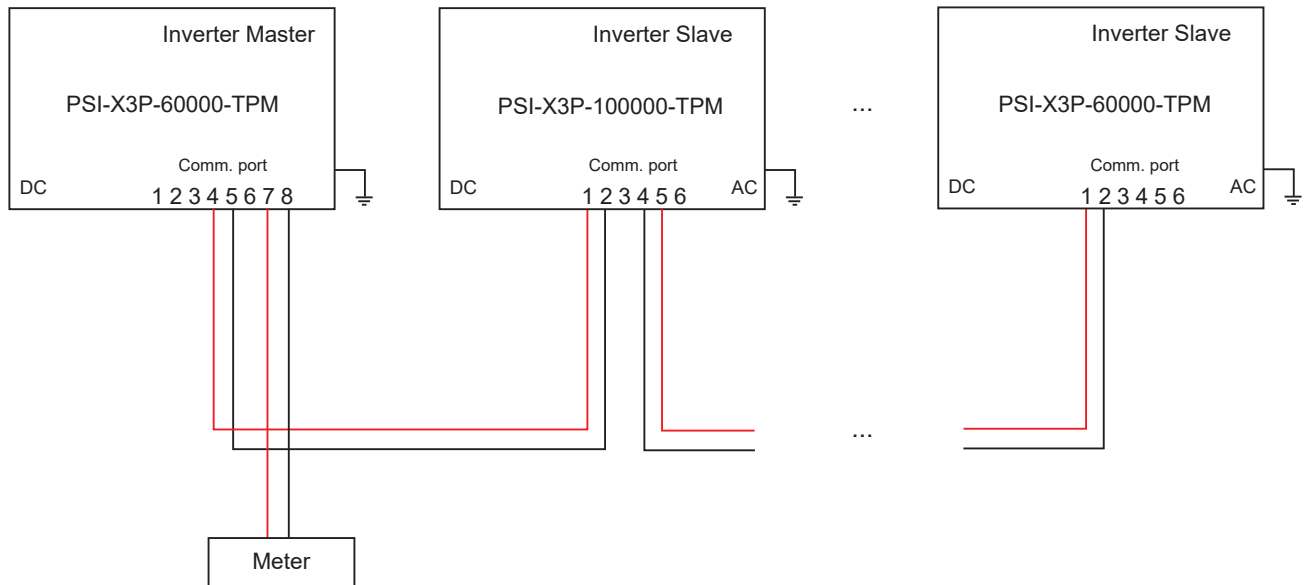 Inverter Master
PSI-X3P-60000-TPM
Comm. port
DC
1 2 3 4 5 6 7 8
Inverter Slave
PSI-X3P-100000-TPM
Comm. port
DC
AC
1 2 3 4 5 6
...
Inverter Slave
PSI-X3P-60000-TPM
Comm. port
DC
AC
1 2 3 4 5 6
...
Meter